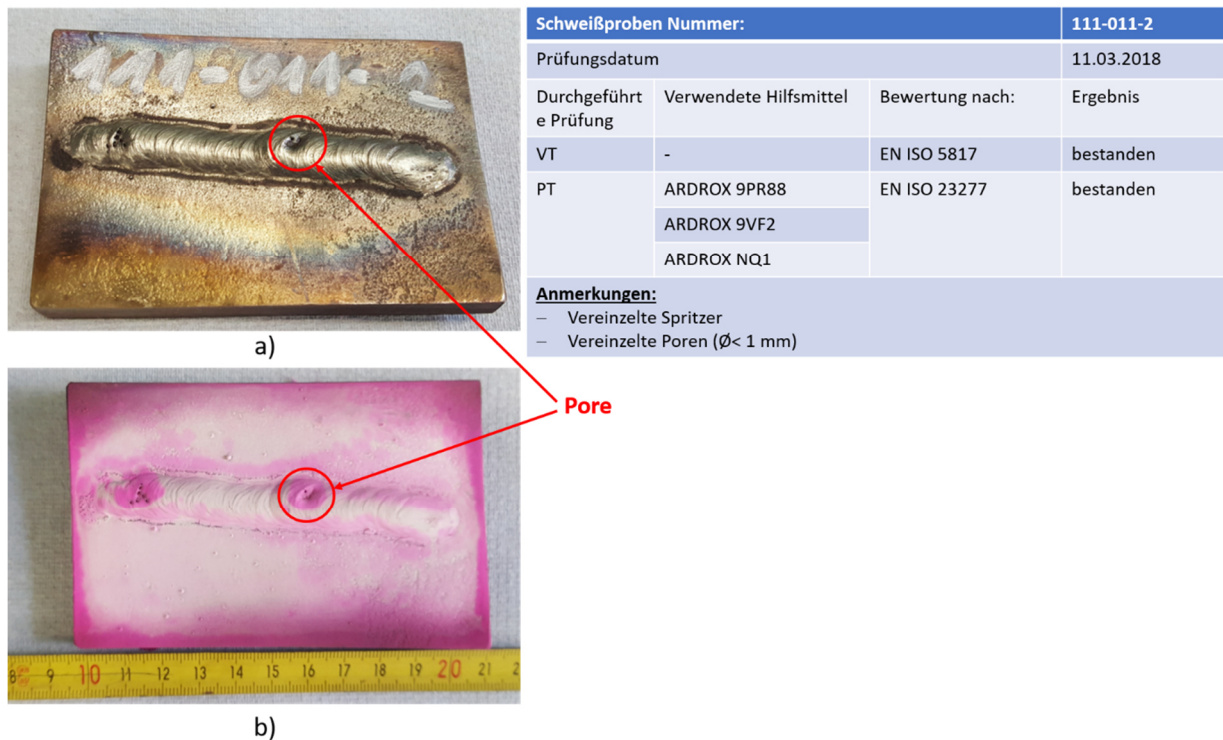 111-011-2
a)
Schweißproben Nummer: 111-011-2
Prüfungsdatum 11.03.2018
Durchgeführt
e Prüfung Verwendete Hilfsmittel Bewertung nach: Ergebnis
VT - EN ISO 5817 bestanden
PT ARDROX 9PR88 EN ISO 23277 bestanden
ARDROX 9VF2
ARDROX NQ1
Anmerkungen:
– Vereinzelte Spritzer
– Vereinzelte Poren (Ø< 1 mm)
Pore
8 9 10 11 12 13 14 15 16 17 18 19 20 21
b)